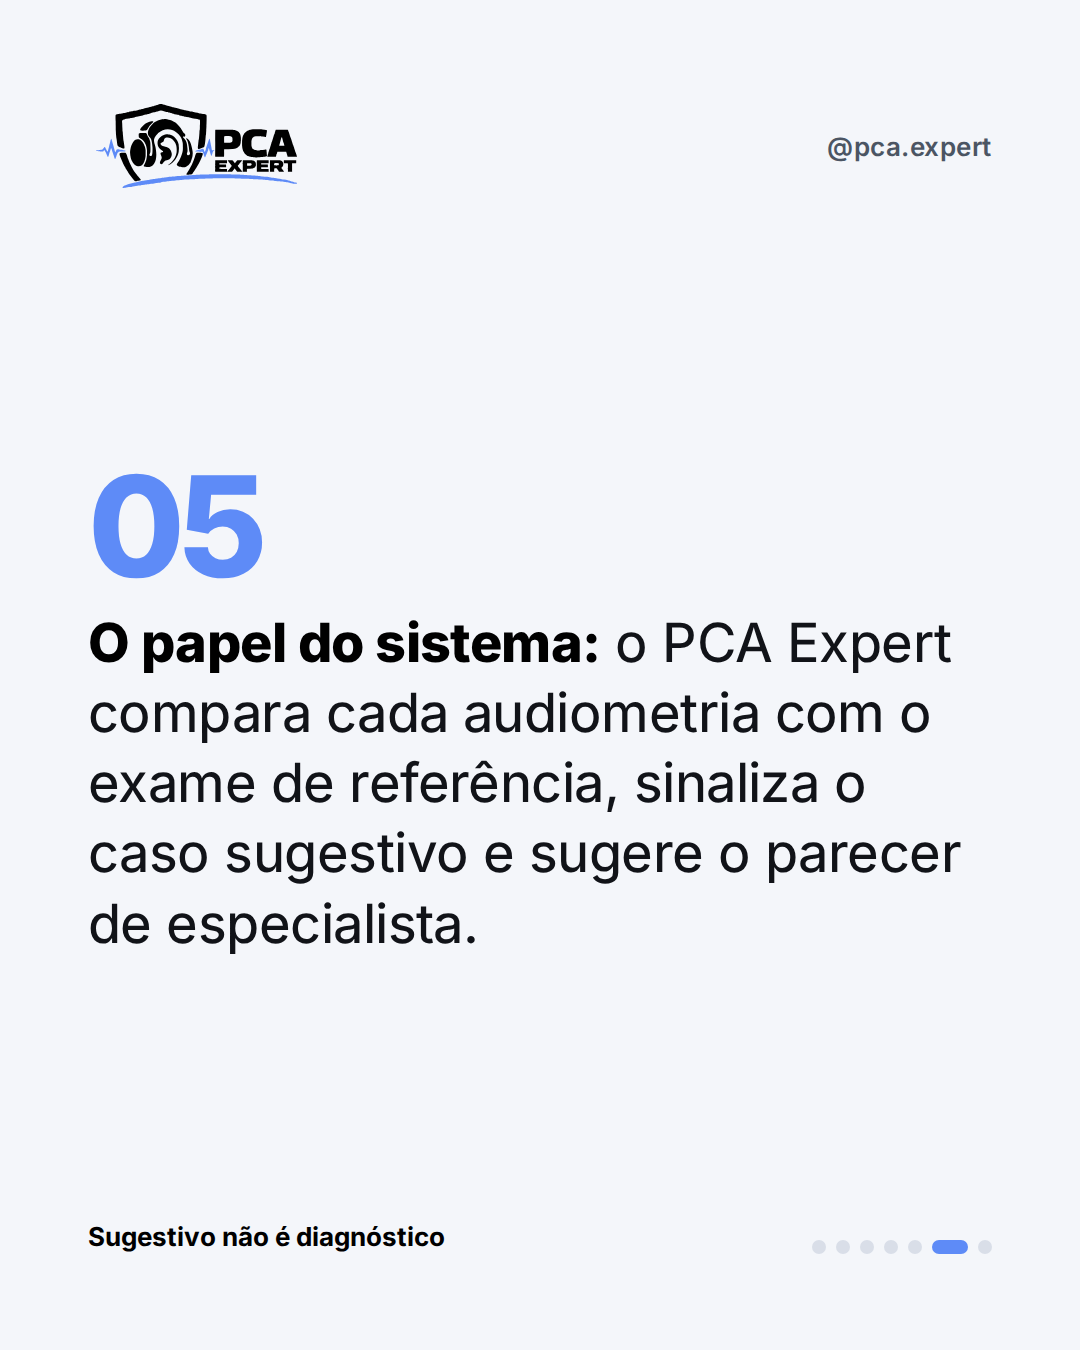 PCA
EXPERT
@pca.expert
05
O papel do sistema: o PCA Expert
compara cada audiometria com o
exame de referência, sinaliza o
caso sugestivo e sugere o parecer
de especialista.
Sugestivo não é diagnóstico